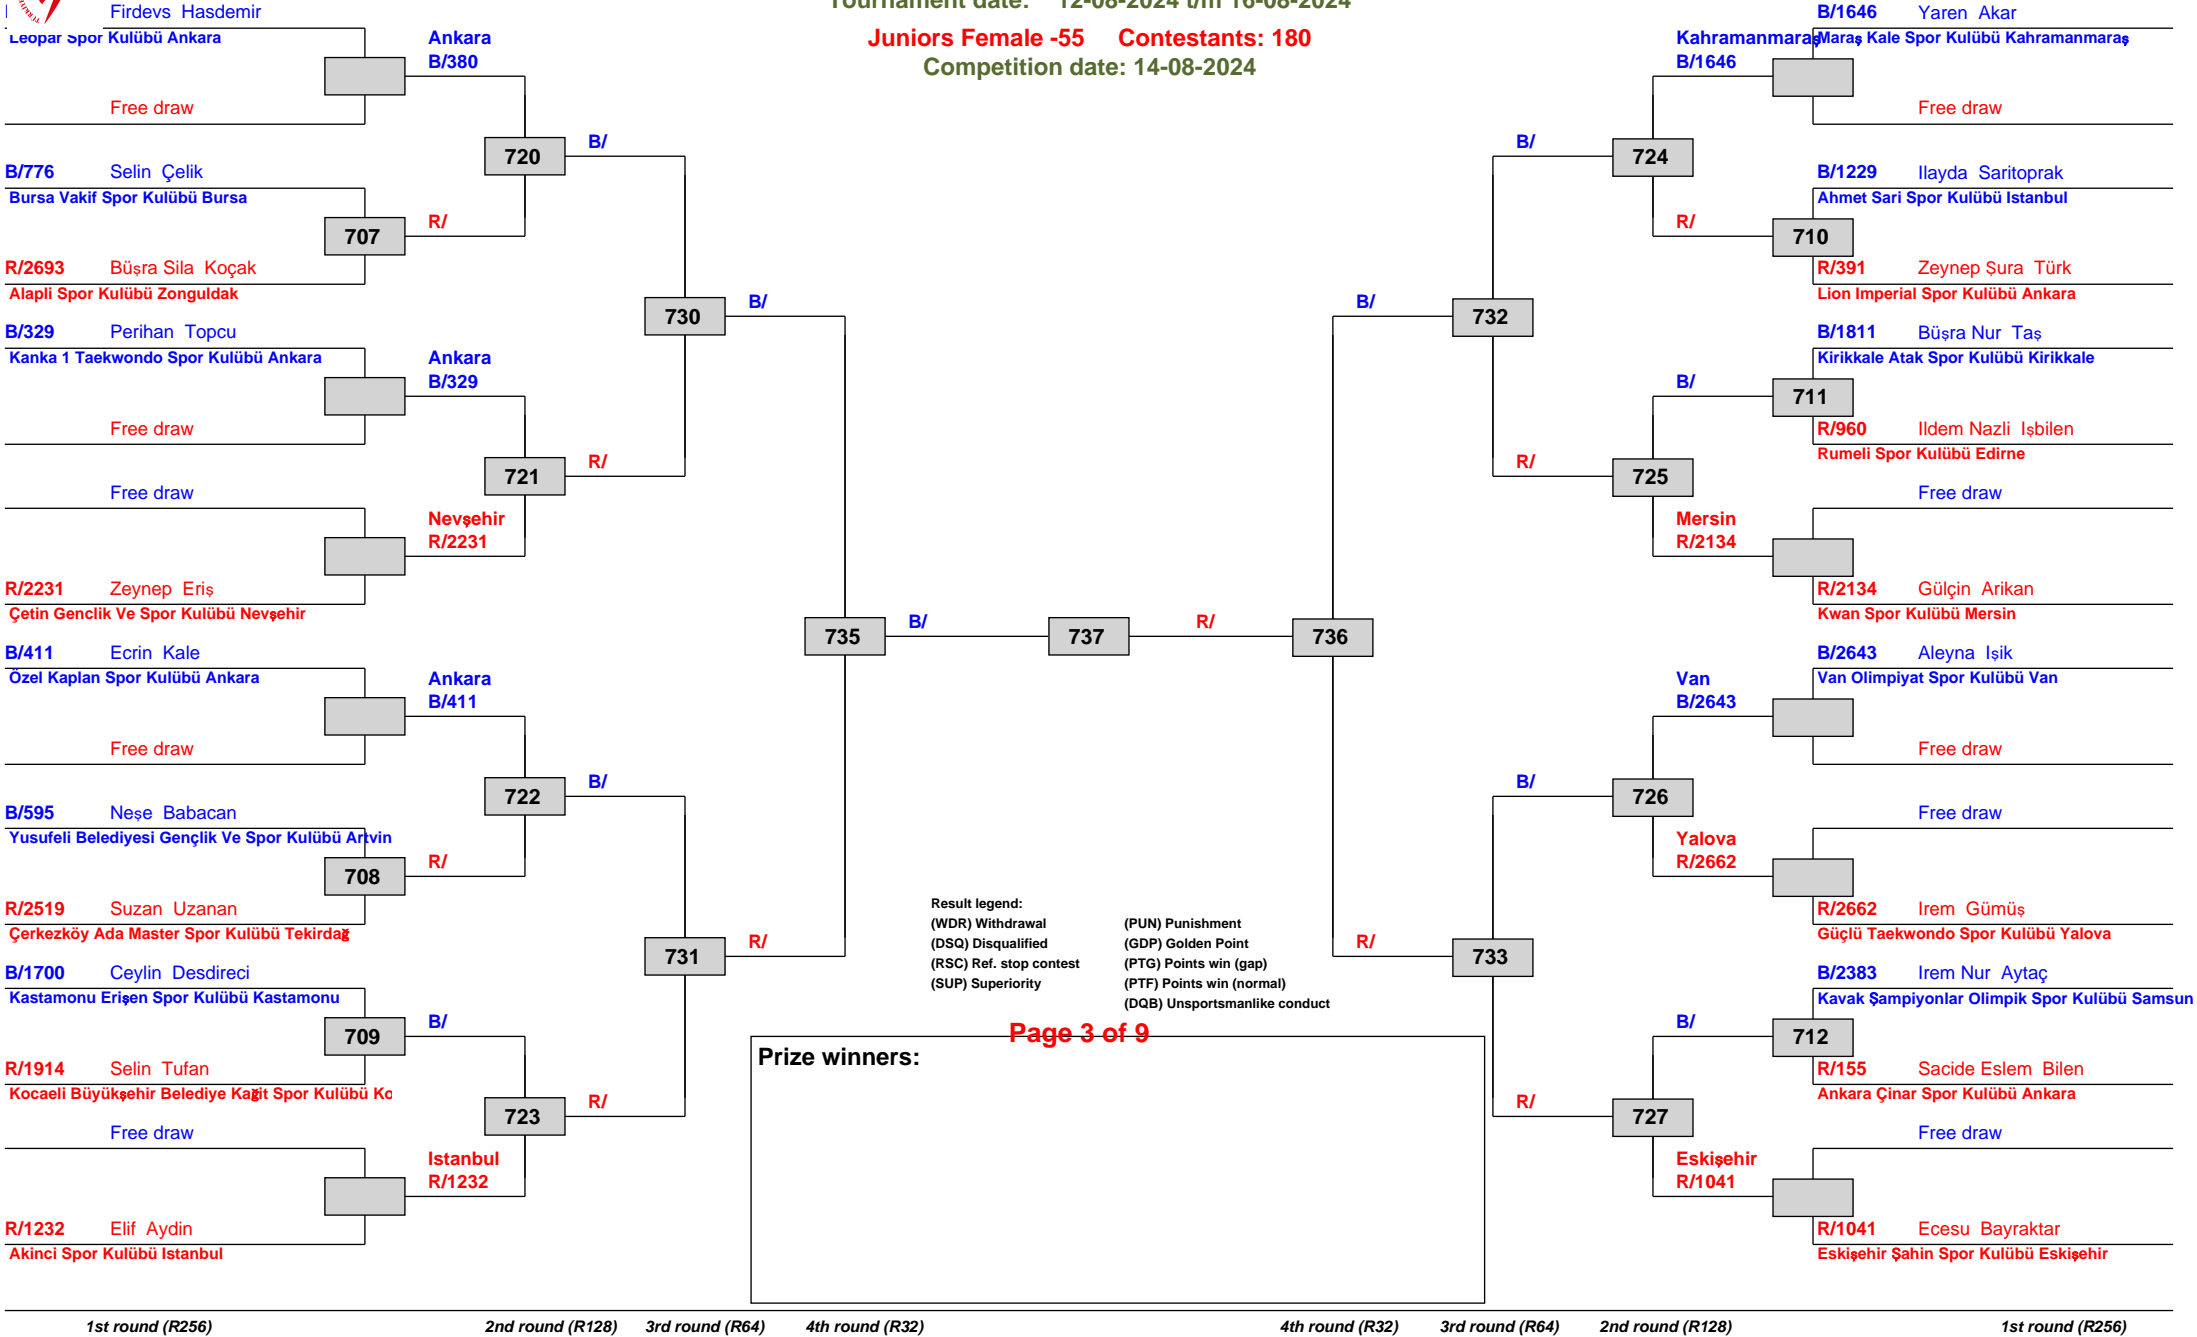 Tournament date: 12-08-2024 t/m 16-08-2024
Juniors Female -55 Contestants: 180
Competition date: 14-08-2024
Firdevs Hasdemir
Leopar Spor Kulübü Ankara
Ankara
B/380
Free draw
720
B/
B/776 Selin Çelik
Bursa Vakif Spor Kulübü Bursa
707
R/
R/2693 Büşra Sila Koçak
Alapli Spor Kulübü Zonguldak
730
B/
B/329 Perihan Topcu
Kanka 1 Taekwondo Spor Kulübü Ankara
Ankara
B/329
Free draw
721
R/
Free draw
Nevşehir
R/2231
R/2231 Zeynep Eriş
Çetin Genclik Ve Spor Kulübü Nevşehir
735
B/
737
R/
736
B/411 Ecrin Kale
Özel Kaplan Spor Kulübü Ankara
Ankara
B/411
Free draw
722
B/
B/595 Neşe Babacan
Yusufeli Belediyesi Gençlik Ve Spor Kulübü Artvin
708
R/
R/2519 Suzan Uzanan
Çerkezköy Ada Master Spor Kulübü Tekirdağ
731
R/
B/1700 Ceylin Desdireci
Kastamonu Erişen Spor Kulübü Kastamonu
709
B/
R/1914 Selin Tufan
Kocaeli Büyükşehir Belediye Kağit Spor Kulübü Ko
723
R/
Free draw
Istanbul
R/1232
R/1232 Elif Aydin
Akinci Spor Kulübü Istanbul
B/1646 Yaren Akar
Maraş Kale Spor Kulübü Kahramanmaraş
Kahramanmaraş
B/1646
Free draw
B/
724
B/1229 Ilayda Saritoprak
Ahmet Sari Spor Kulübü Istanbul
R/
710
R/391 Zeynep Şura Türk
Lion Imperial Spor Kulübü Ankara
B/
732
B/1811 Büşra Nur Taş
Kirikkale Atak Spor Kulübü Kirikkale
B/
711
R/960 Ildem Nazli Işbilen
Rumeli Spor Kulübü Edirne
R/
725
Free draw
Mersin
R/2134
R/2134 Gülçin Arikan
Kwan Spor Kulübü Mersin
B/2643 Aleyna Işik
Van Olimpiyat Spor Kulübü Van
Van
B/2643
Free draw
B/
726
Free draw
Yalova
R/2662
R/2662 Irem Gümüş
Güçlü Taekwondo Spor Kulübü Yalova
R/
733
B/2383 Irem Nur Aytaç
Kavak Şampiyonlar Olimpik Spor Kulübü Samsun
B/
712
R/155 Sacide Eslem Bilen
Ankara Çinar Spor Kulübü Ankara
R/
727
Free draw
Eskişehir
R/1041
R/1041 Ecesu Bayraktar
Eskişehir Şahin Spor Kulübü Eskişehir
Result legend:
(WDR) Withdrawal (PUN) Punishment
(DSQ) Disqualified (GDP) Golden Point
(RSC) Ref. stop contest (PTG) Points win (gap)
(SUP) Superiority (PTF) Points win (normal)
(DQB) Unsportsmanlike conduct
Page 3 of 9
Prize winners:
1st round (R256) 2nd round (R128) 3rd round (R64) 4th round (R32) 4th round (R32) 3rd round (R64) 2nd round (R128) 1st round (R256)